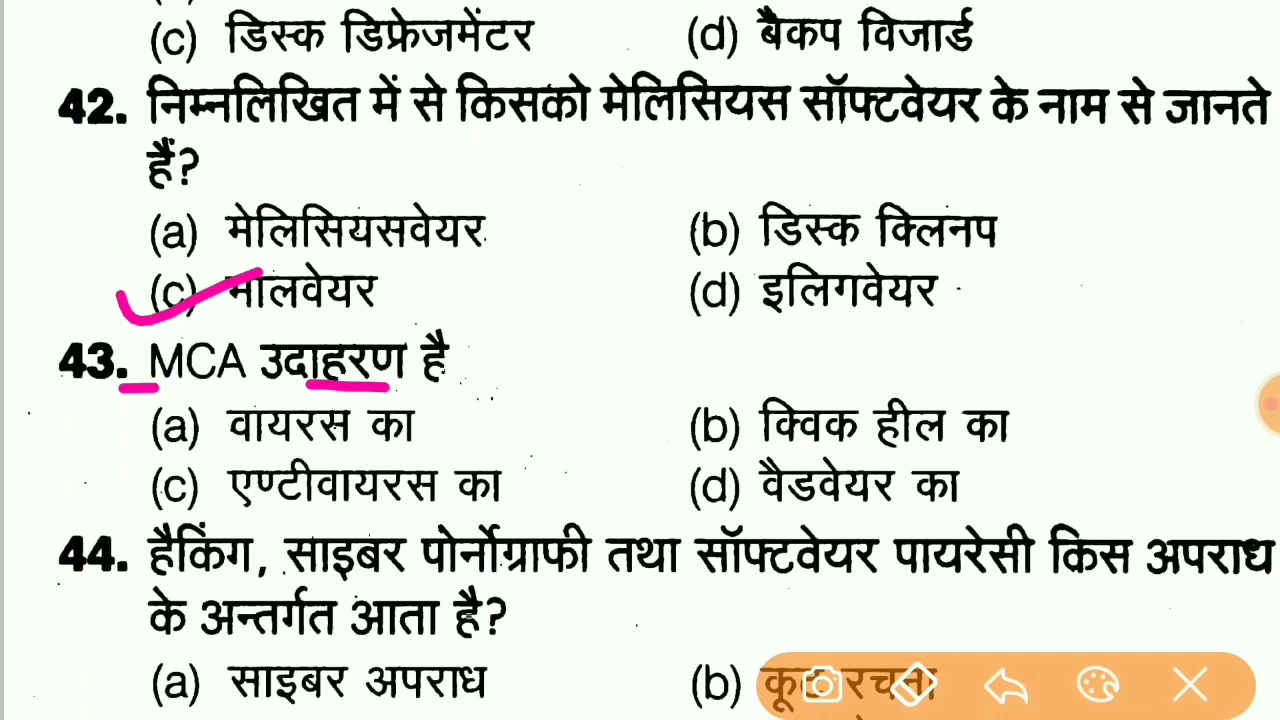 (c) डिस्क डिफ्रेजमेंटर (d) बैकप विजार्ड
42. निम्नलिखित में से किसको मेलिसियस सॉफ्टवेयर के नाम से जानते
हैं?
(a) मेलिसियसवेयर (b) डिस्क क्लिनप
(c) मालवेयर (d) इलिगवेयर
43. MCA उदाहरण है
(a) वायरस का (b) क्विक हील का
(c) एण्टीवायरस का (d) वैडवेयर का
44. हैकिंग, साइबर पोर्नोग्राफी तथा सॉफ्टवेयर पायरेसी किस अपराध
के अन्तर्गत आता है?
(a) साइबर अपराध (b) कूट रचना